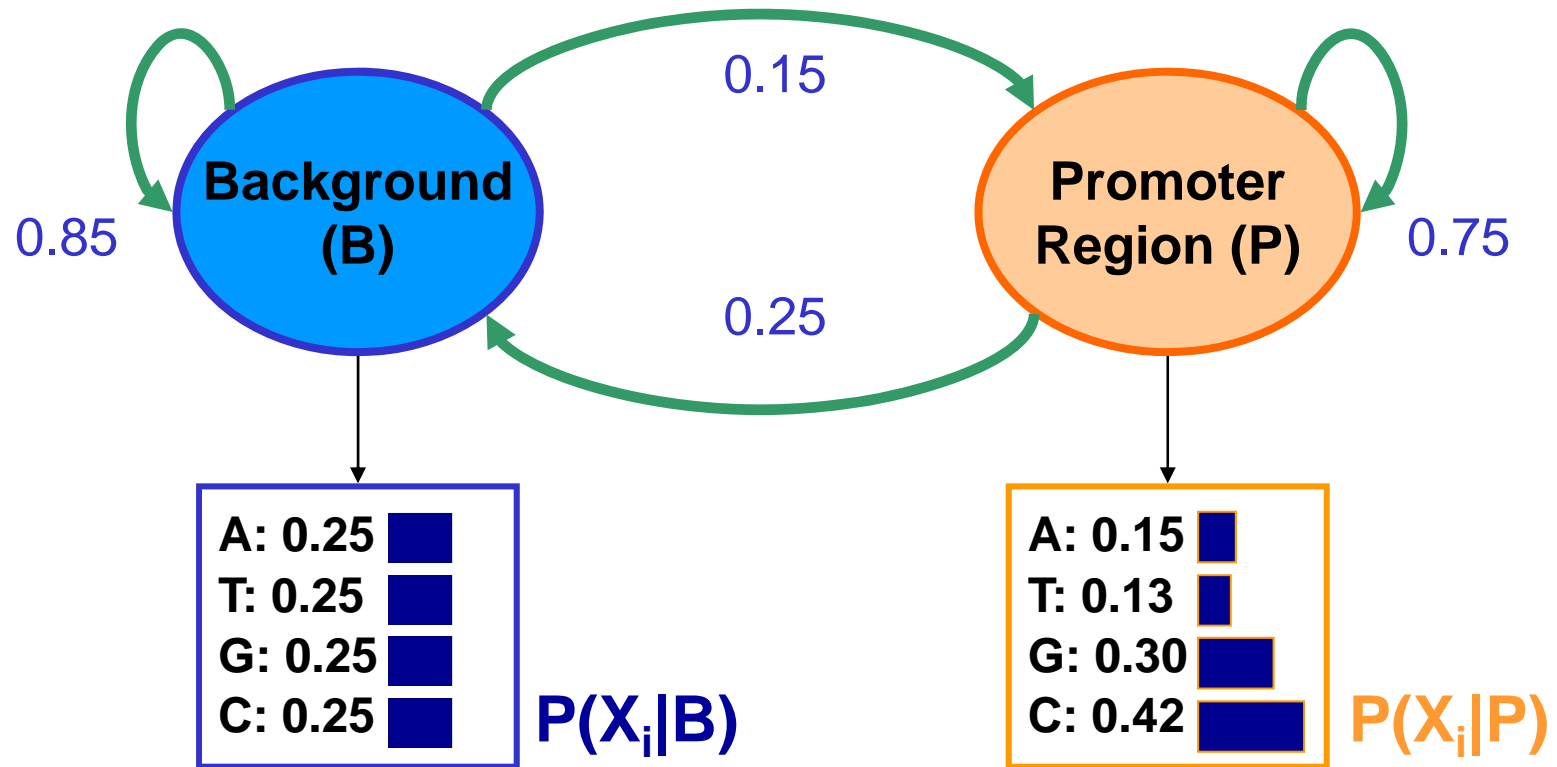 0.15
Background
(B)
Promoter
Region (P)
0.85
0.75
0.25
A: 0.25
T: 0.25
G: 0.25
C: 0.25
P(Xi|B)
A: 0.15
T: 0.13
G: 0.30
C: 0.42
P(Xi|P)